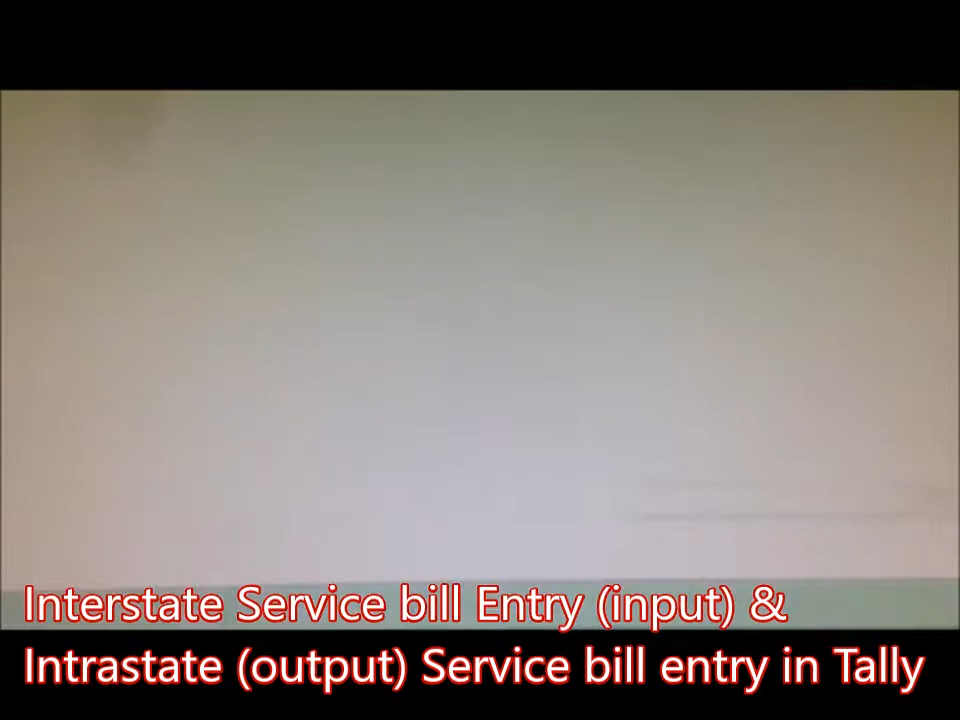 Interstate Service bill Entry (input) &
Intrastate (output) Service bill entry in Tally